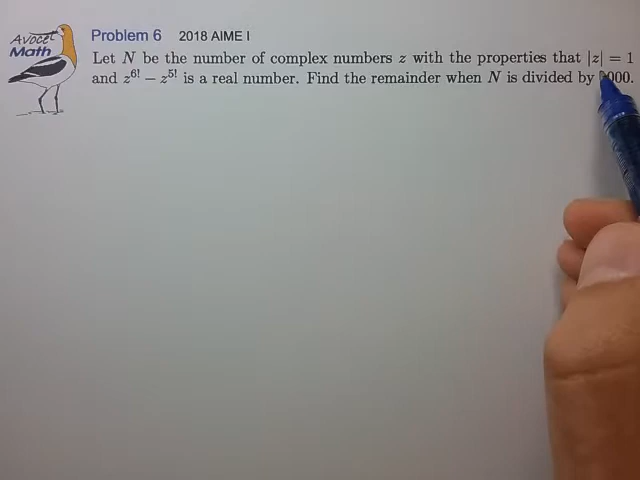 Avocet
Math
Problem 6 2018 AIME I
Let N be the number of complex numbers z with the properties that |z| = 1
and z^{6!} − z^{5!} is a real number. Find the remainder when N is divided by 000.